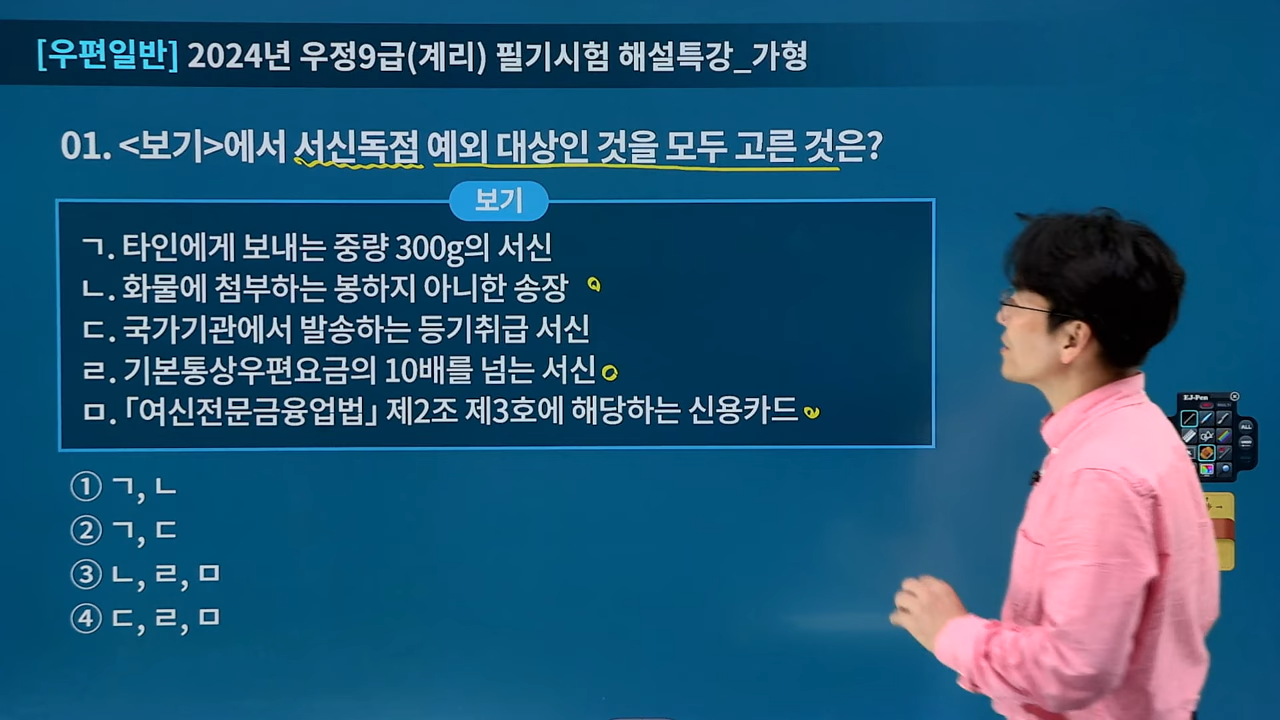 [우편일반] 2024년 우정9급(계리) 필기시험 해설특강_가형
01. <보기>에서 서신독점 예외 대상인 것을 모두 고른 것은?
보기
ㄱ. 타인에게 보내는 중량 300g의 서신
ㄴ. 화물에 첨부하는 봉하지 아니한 송장
ㄷ. 국가기관에서 발송하는 등기취급 서신
ㄹ. 기본통상우편요금의 10배를 넘는 서신
ㅁ. 「여신전문금융업법」 제2조 제3호에 해당하는 신용카드
① ㄱ, ㄴ
② ㄱ, ㄷ
③ ㄴ, ㄹ, ㅁ
④ ㄷ, ㄹ, ㅁ
EJ-Pen
ALL